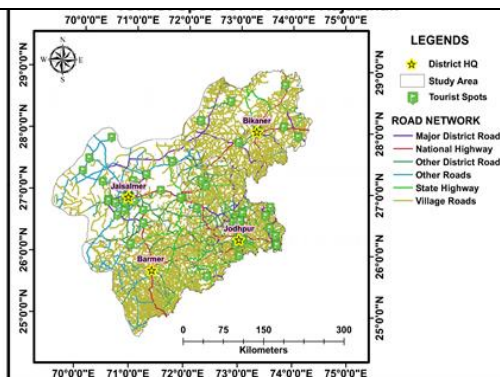 70°0'0"E 71°0'0"E 72°0'0"E 73°0'0"E 74°0'0"E
N
W E
S
29°0'0"N
28°0'0"N
27°0'0"N
26°0'0"N
25°0'0"N
Bikaner
Jaisalmer
Jodhpur
Barmer
0 75 150 300
Kilometers
29°0'0"N
28°0'0"N
27°0'0"N
26°0'0"N
25°0'0"N
70°0'0"E 71°0'0"E 72°0'0"E 73°0'0"E 74°0'0"E 75°0'0"E
LEGENDS
District HQ
Study Area
Tourist Spots
ROAD NETWORK
Major District Road
National Highway
Other District Road
Other Roads
State Highway
Village Roads